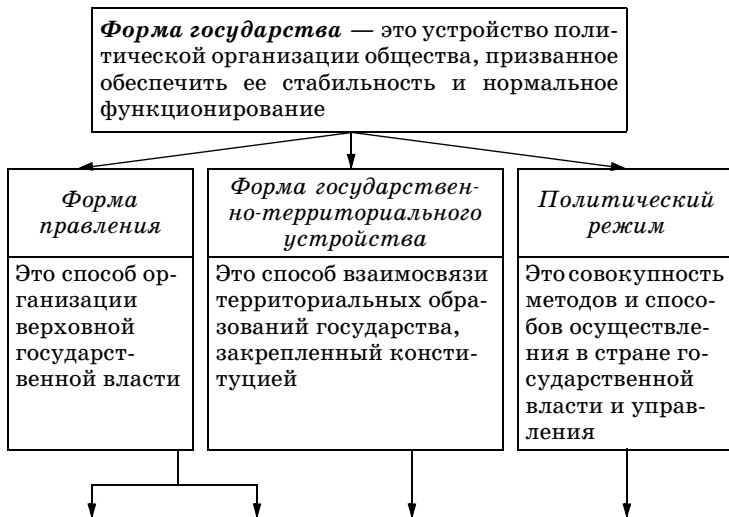 Форма государства — это устройство поли-
тической организации общества, призванное
обеспечить ее стабильность и нормальное
функционирование
Форма
правления
Это способ ор-
ганизации
верховной
государст-
венной власти
Форма государствен-
но-территориального
устройства
Это способ взаимосвязи
территориальных обра-
зований государства,
закрепленный консти-
туцией
Политический
режим
Это совокупность
методов и спосо-
бов осуществле-
ния в стране го-
сударственной
власти и управ-
ления